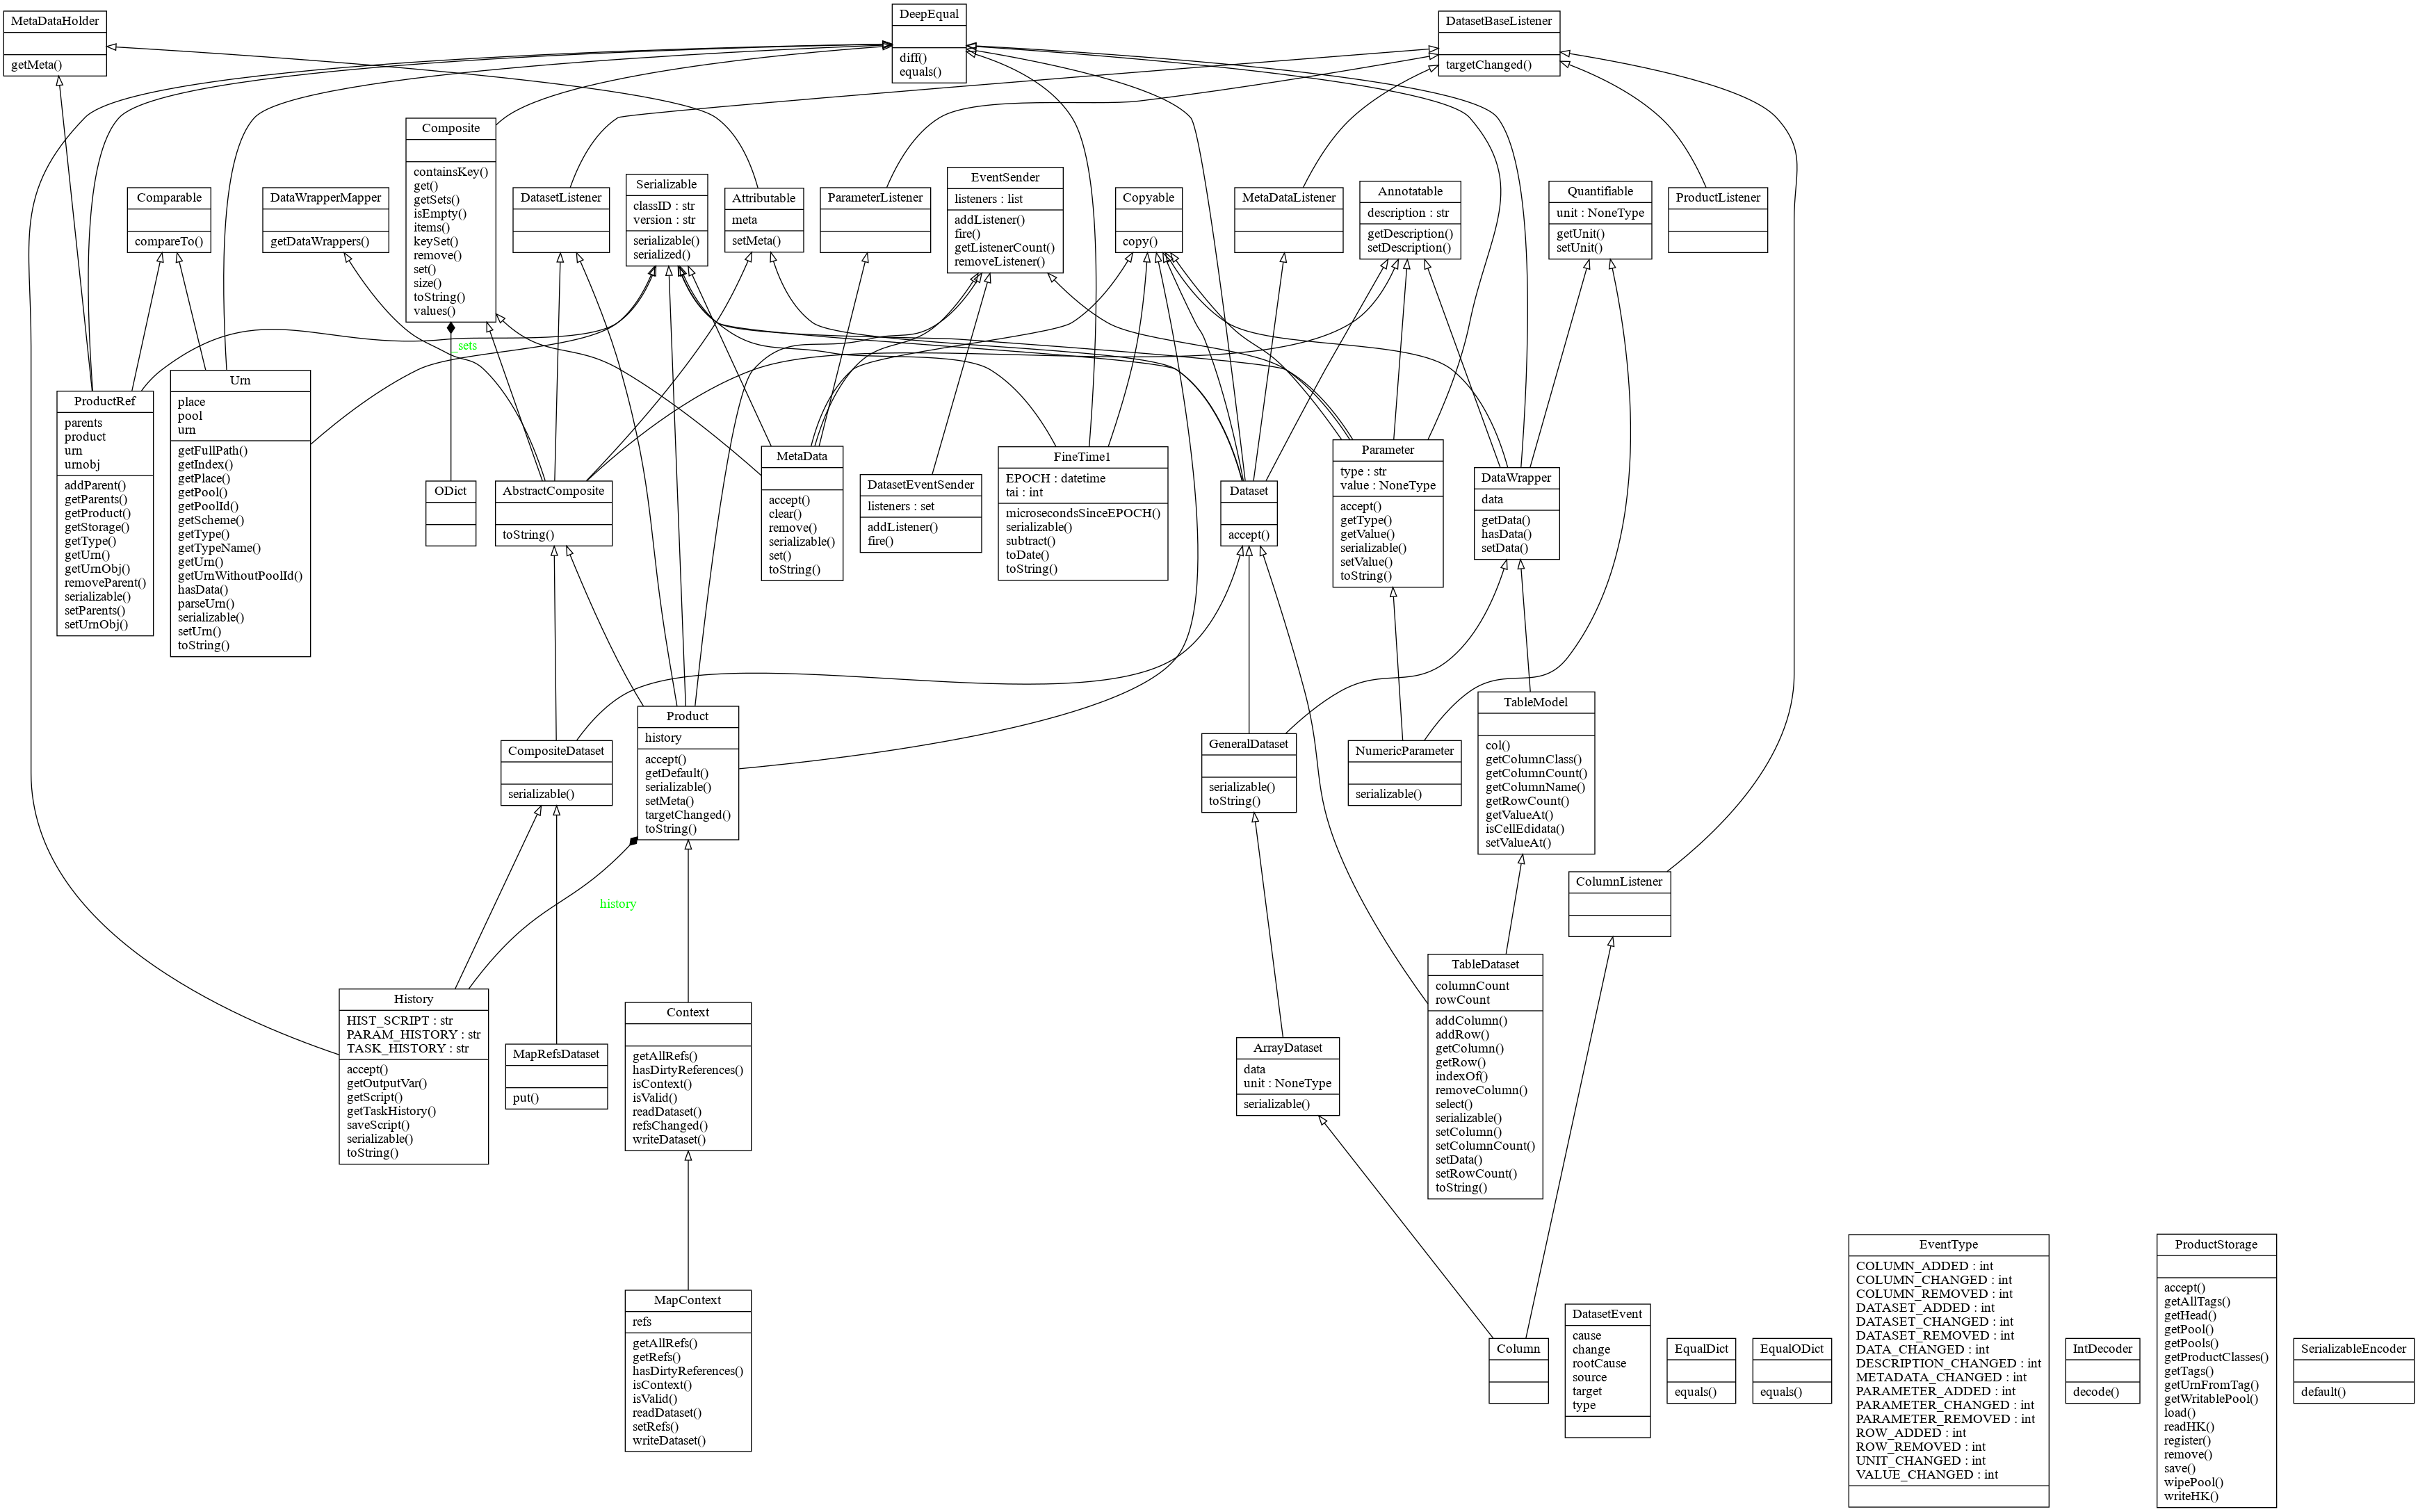 MetaDataHolder
getMeta()
DeepEqual
diff()
equals()
DatasetBaseListener
targetChanged()
Composite
containsKey()
get()
getSets()
isEmpty()
items()
keySet()
remove()
set()
size()
toString()
values()
Comparable
compareTo()
DataWrapperMapper
getDataWrappers()
DatasetListener
Serializable
classID : str
version : str
serializable()
serialized()
Attributable
meta
setMeta()
ParameterListener
EventSender
listeners : list
addListener()
fire()
getListenerCount()
removeListener()
Copyable
copy()
MetaDataListener
Annotatable
description : str
getDescription()
setDescription()
Quantifiable
unit : NoneType
getUnit()
setUnit()
ProductListener
_sets
ProductRef
parents
product
urn
urnobj
addParent()
getParents()
getProduct()
getStorage()
getType()
getUrn()
getUrnObj()
removeParent()
serializable()
setParents()
setUrnObj()
Urn
place
pool
urn
getFullPath()
getIndex()
getPlace()
getPool()
getPoolId()
getScheme()
getType()
getTypeName()
getUrn()
getUrnWithoutPoolId()
hasData()
parseUrn()
serializable()
setUrn()
toString()
ODict
AbstractComposite
toString()
MetaData
accept()
clear()
remove()
serializable()
set()
toString()
DatasetEventSender
listeners : set
addListener()
fire()
FineTime1
EPOCH : datetime
tai : int
microsecondsSinceEPOCH()
serializable()
subtract()
toDate()
toString()
Dataset
accept()
Parameter
type : str
value : NoneType
accept()
getType()
getValue()
serializable()
setValue()
toString()
DataWrapper
data
getData()
hasData()
setData()
CompositeDataset
serializable()
Product
history
accept()
getDefault()
serializable()
setMeta()
targetChanged()
toString()
GeneralDataset
serializable()
toString()
NumericParameter
serializable()
TableModel
col()
getColumnClass()
getColumnCount()
getColumnName()
getRowCount()
getValueAt()
isCellEdidata()
setValueAt()
history
ColumnListener
History
HIST_SCRIPT : str
PARAM_HISTORY : str
TASK_HISTORY : str
accept()
getOutputVar()
getScript()
getTaskHistory()
saveScript()
serializable()
toString()
MapRefsDataset
put()
Context
getAllRefs()
hasDirtyReferences()
isContext()
isValid()
readDataset()
refsChanged()
writeDataset()
ArrayDataset
data
unit : NoneType
serializable()
TableDataset
columnCount
rowCount
addColumn()
addRow()
getColumn()
getRow()
indexOf()
removeColumn()
select()
serializable()
setColumn()
setColumnCount()
setData()
setRowCount()
toString()
MapContext
refs
getAllRefs()
getRefs()
hasDirtyReferences()
isContext()
isValid()
readDataset()
setRefs()
writeDataset()
Column
DatasetEvent
cause
change
rootCause
source
target
type
EqualDict
equals()
EqualODict
equals()
EventType
COLUMN_ADDED : int
COLUMN_CHANGED : int
COLUMN_REMOVED : int
DATASET_ADDED : int
DATASET_CHANGED : int
DATASET_REMOVED : int
DATA_CHANGED : int
DESCRIPTION_CHANGED : int
METADATA_CHANGED : int
PARAMETER_ADDED : int
PARAMETER_CHANGED : int
PARAMETER_REMOVED : int
ROW_ADDED : int
ROW_REMOVED : int
UNIT_CHANGED : int
VALUE_CHANGED : int
IntDecoder
decode()
ProductStorage
accept()
getAllTags()
getHead()
getPool()
getPools()
getProductClasses()
getTags()
getUrnFromTag()
getWritablePool()
load()
readHK()
register()
remove()
save()
wipePool()
writeHK()
SerializableEncoder
default()